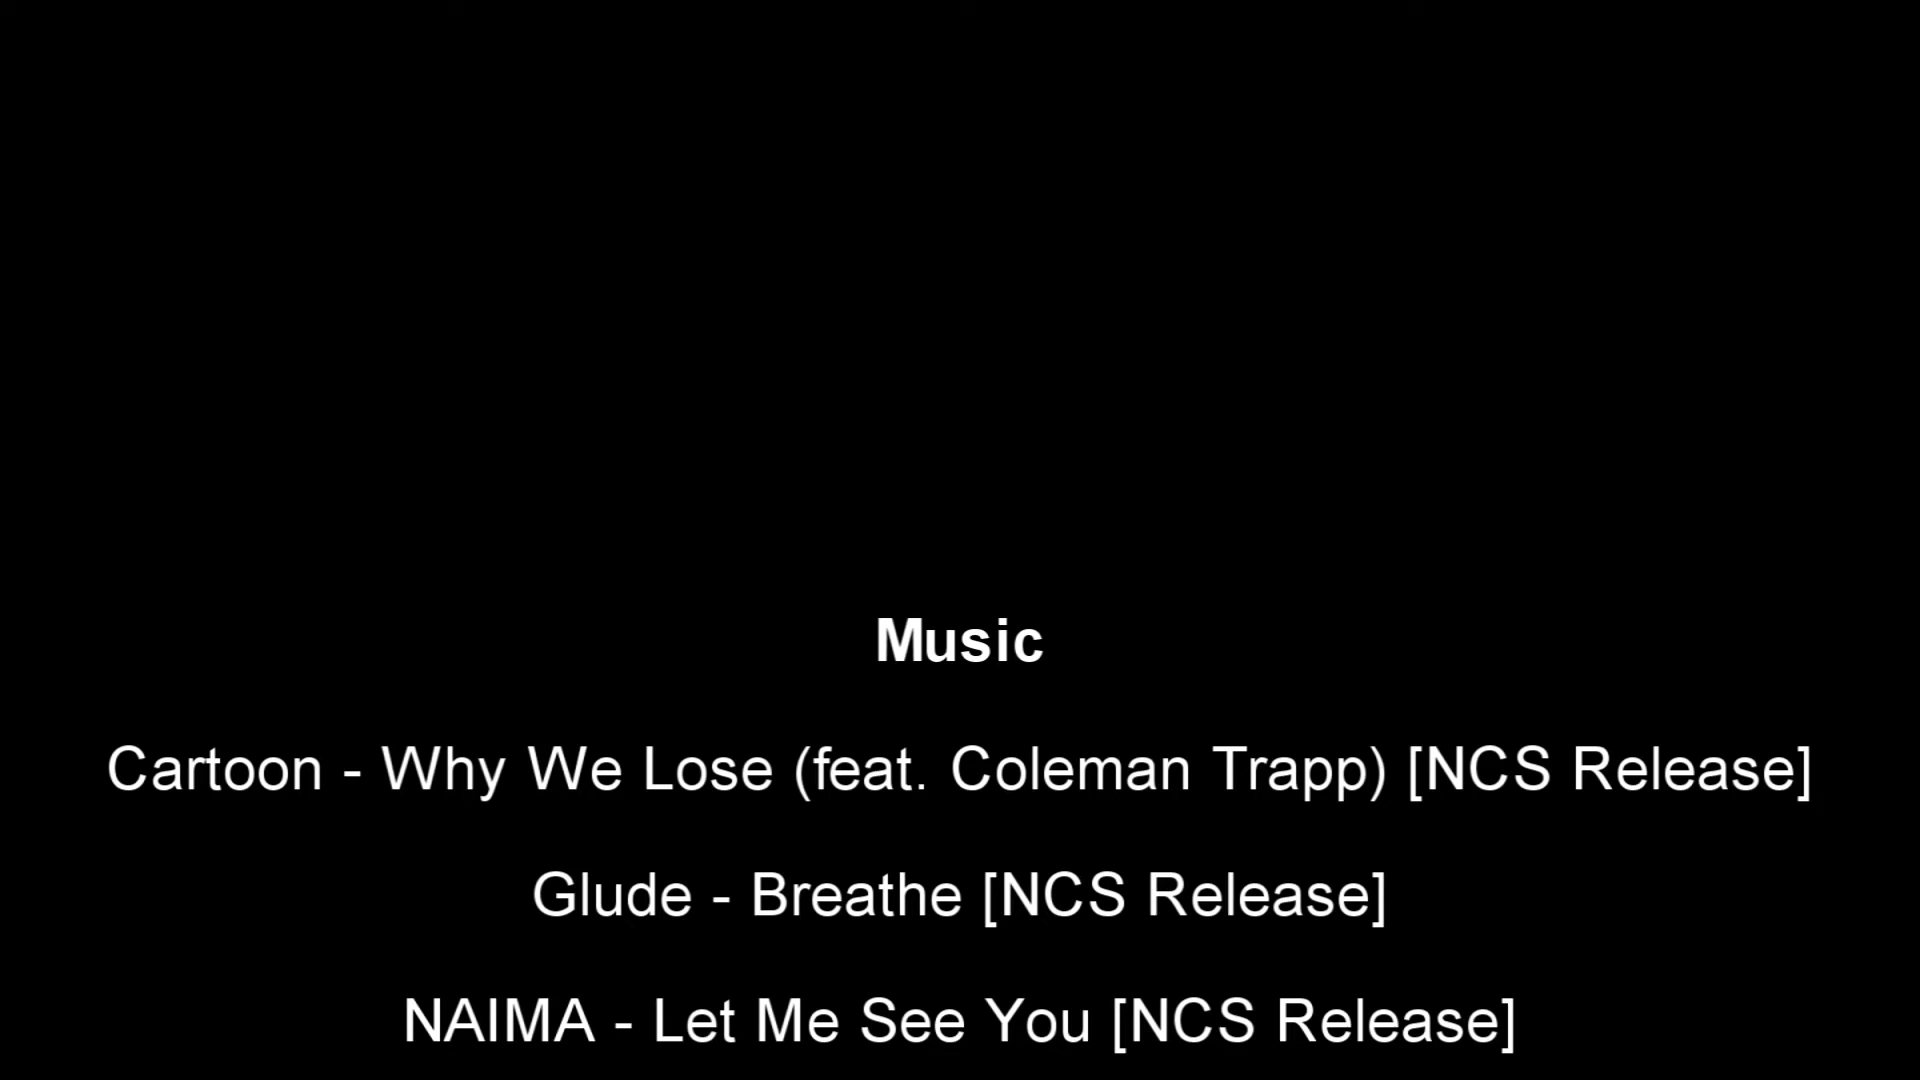 Music
Cartoon - Why We Lose (feat. Coleman Trapp) [NCS Release]
Glude - Breathe [NCS Release]
NAIMA - Let Me See You [NCS Release]